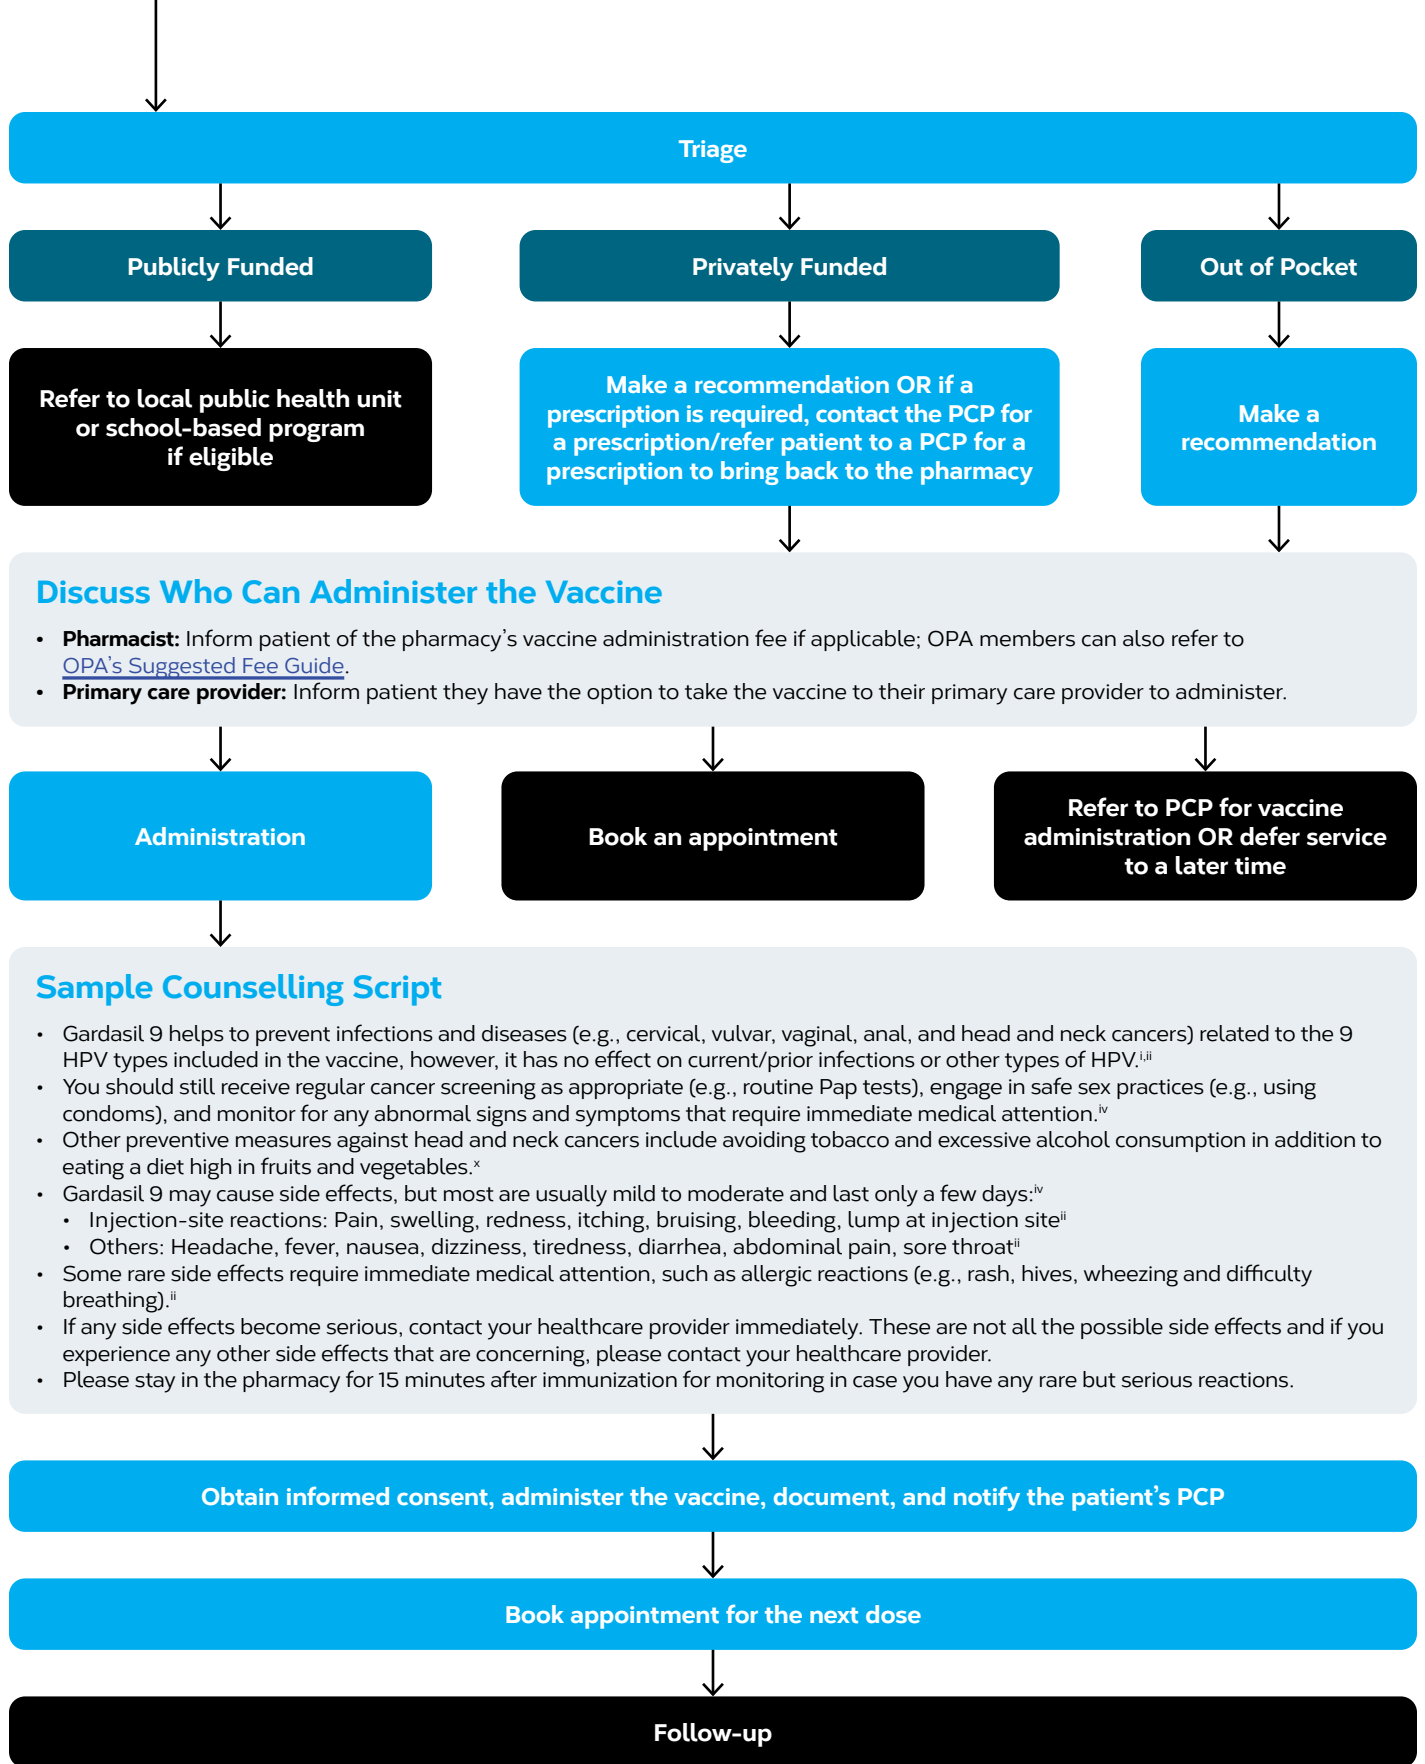 Triage
Publicly Funded
Privately Funded
Out of Pocket
Refer to local public health unit
or school-based program
if eligible
Make a recommendation OR if a
prescription is required, contact the PCP for
a prescription/refer patient to a PCP for a
prescription to bring back to the pharmacy
Make a
recommendation
Discuss Who Can Administer the Vaccine
• Pharmacist: Inform patient of the pharmacy's vaccine administration fee if applicable; OPA members can also refer to
OPA's Suggested Fee Guide.
• Primary care provider: Inform patient they have the option to take the vaccine to their primary care provider to administer.
Administration
Book an appointment
Refer to PCP for vaccine
administration OR defer service
to a later time
Sample Counselling Script
• Gardasil 9 helps to prevent infections and diseases (e.g., cervical, vulvar, vaginal, anal, and head and neck cancers) related to the 9
HPV types included in the vaccine, however, it has no effect on current/prior infections or other types of HPV.i,ii
• You should still receive regular cancer screening as appropriate (e.g., routine Pap tests), engage in safe sex practices (e.g., using
condoms), and monitor for any abnormal signs and symptoms that require immediate medical attention.iv
• Other preventive measures against head and neck cancers include avoiding tobacco and excessive alcohol consumption in addition to
eating a diet high in fruits and vegetables.x
• Gardasil 9 may cause side effects, but most are usually mild to moderate and last only a few days:iv
• Injection-site reactions: Pain, swelling, redness, itching, bruising, bleeding, lump at injection siteii
• Others: Headache, fever, nausea, dizziness, tiredness, diarrhea, abdominal pain, sore throatii
• Some rare side effects require immediate medical attention, such as allergic reactions (e.g., rash, hives, wheezing and difficulty
breathing).ii
• If any side effects become serious, contact your healthcare provider immediately. These are not all the possible side effects and if you
experience any other side effects that are concerning, please contact your healthcare provider.
• Please stay in the pharmacy for 15 minutes after immunization for monitoring in case you have any rare but serious reactions.
Obtain informed consent, administer the vaccine, document, and notify the patient's PCP
Book appointment for the next dose
Follow-up